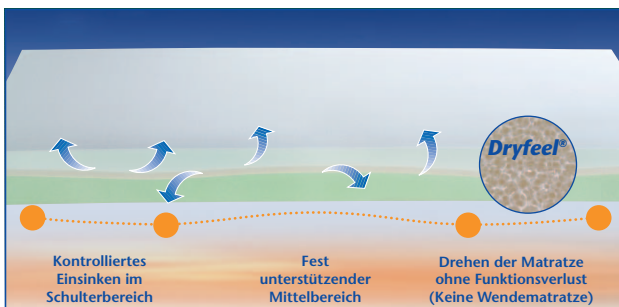 Dryfeel®
Kontrolliertes
Einsinken im
Schulterbereich
Fest
unterstützender
Mittelbereich
Drehen der Matratze
ohne Funktionsverlust
(Keine Wendematratze)